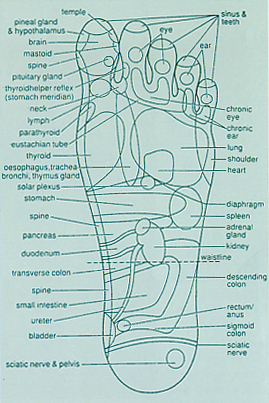 temple
pineal gland
& hypothalamus
brain
mastoid
spine
pituitary gland
thyroidhelper reflex
(stomach meridian)
neck
lymph
parathyroid
eustachian tube
thyroid
oesophagus,trachea
bronchi, thymus gland
solar plexus
stomach
spine
pancreas
duodenum
transverse colon
spine
small intestine
ureter
bladder
sciatic nerve & pelvis
eye
sinus &
teeth
ear
chronic
eye
chronic
ear
lung
shoulder
heart
diaphragm
spleen
adrenal
gland
kidney
waistline
descending
colon
rectum/
anus
sigmoid
colon
sciatic
nerve